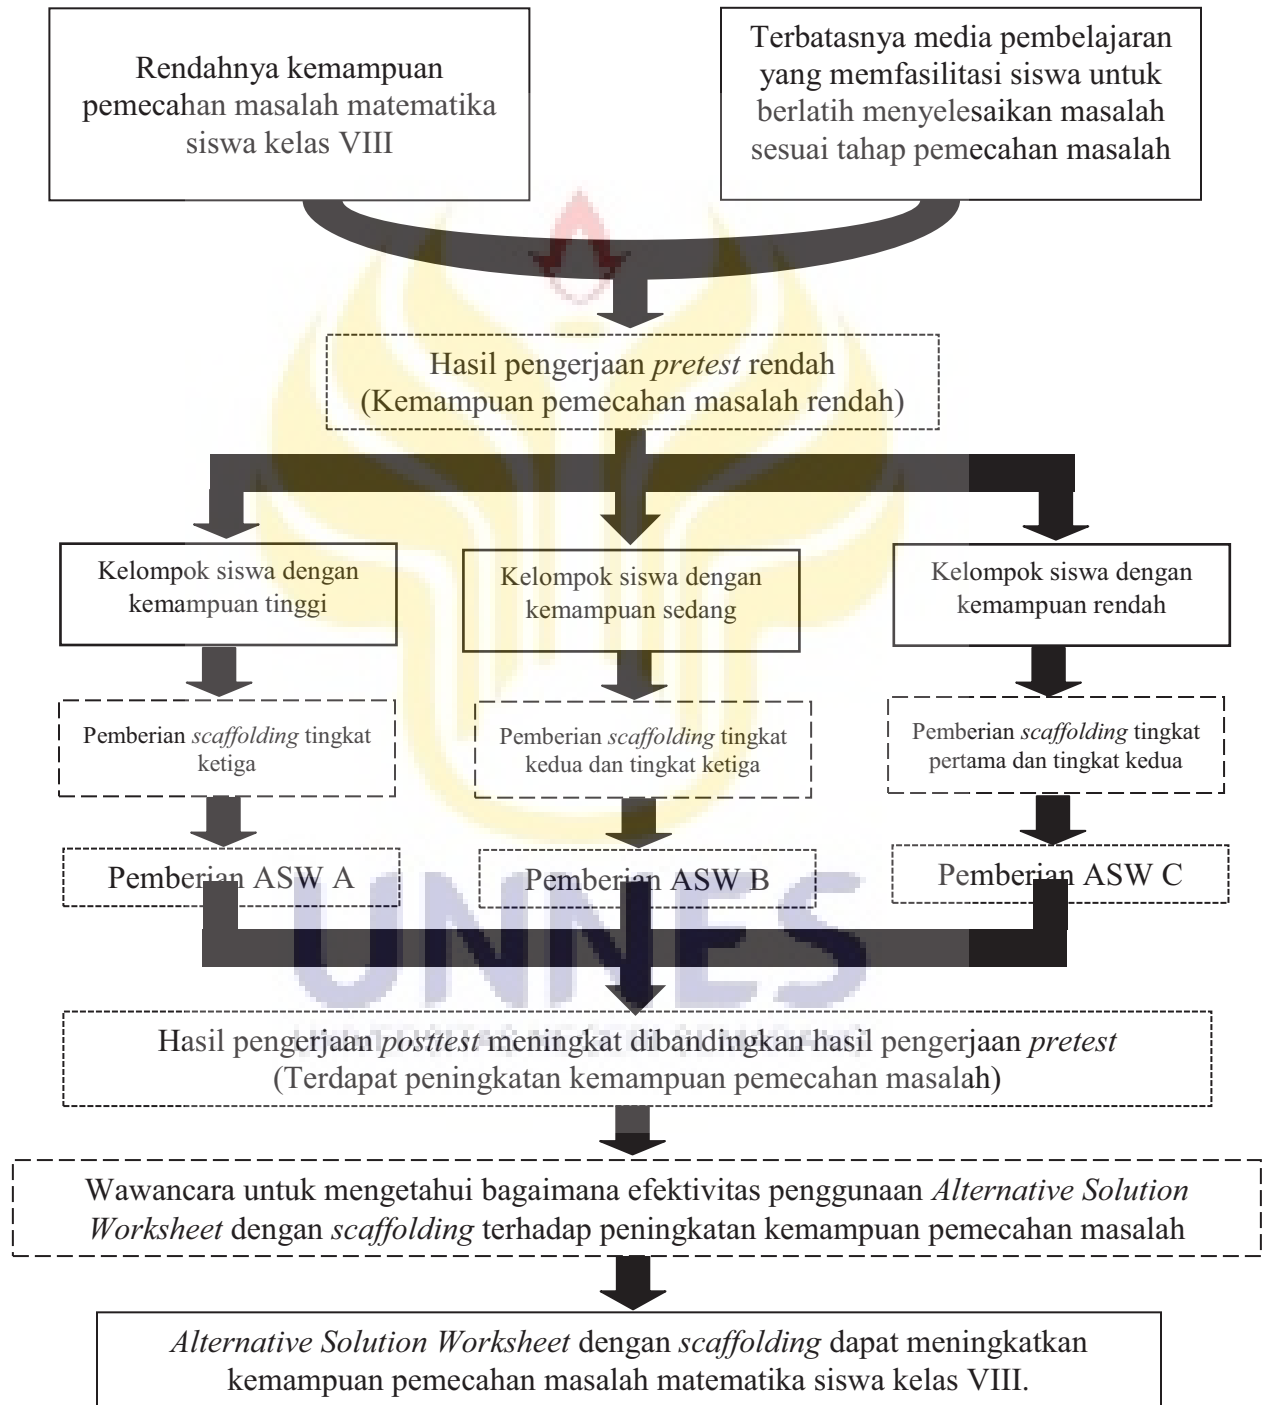 Rendahnya kemampuan
pemecahan masalah matematika
siswa kelas VIII
Terbatasnya media pembelajaran
yang memfasilitasi siswa untuk
berlatih menyelesaikan masalah
sesuai tahap pemecahan masalah
Hasil pengerjaan pretest rendah
(Kemampuan pemecahan masalah rendah)
Kelompok siswa dengan
kemampuan tinggi
Kelompok siswa dengan
kemampuan sedang
Kelompok siswa dengan
kemampuan rendah
Pemberian scaffolding tingkat
ketiga
Pemberian scaffolding tingkat
kedua dan tingkat ketiga
Pemberian scaffolding tingkat
pertama dan tingkat kedua
Pemberian ASW A
Pemberian ASW B
Pemberian ASW C
UNNES
Hasil pengerjaan posttest meningkat dibandingkan hasil pengerjaan pretest
(Terdapat peningkatan kemampuan pemecahan masalah)
Wawancara untuk mengetahui bagaimana efektivitas penggunaan Alternative Solution
Worksheet dengan scaffolding terhadap peningkatan kemampuan pemecahan masalah
Alternative Solution Worksheet dengan scaffolding dapat meningkatkan
kemampuan pemecahan masalah matematika siswa kelas VIII.